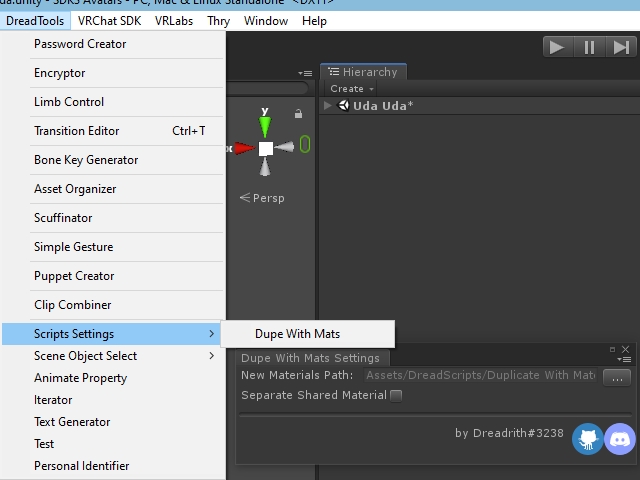 da.unity - SDK3 Avatars - PC, Mac & Linux Standalone* <DX11>
DreadTools VRChat SDK VRLabs Thry Window Help
Password Creator
Encryptor
Limb Control
Transition Editor Ctrl+T
Bone Key Generator
Asset Organizer
Scuffinator
Simple Gesture
Puppet Creator
Clip Combiner
Scripts Settings
Scene Object Select
Animate Property
Iterator
Text Generator
Test
Personal Identifier
Dupe With Mats
y
x
Persp
Hierarchy
Create
Uda Uda*
Dupe With Mats Settings
New Materials Path: Assets/DreadScripts/Duplicate With Mats
...
Separate Shared Material
by Dreadrith#3238